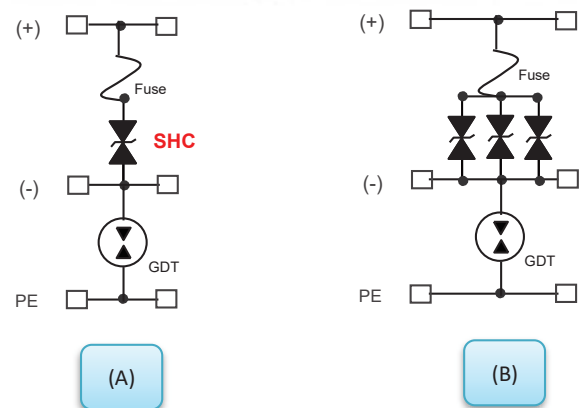 (+)
Fuse
SHC
(-)
GDT
PE
(A)
(+)
Fuse
(-)
GDT
PE
(B)